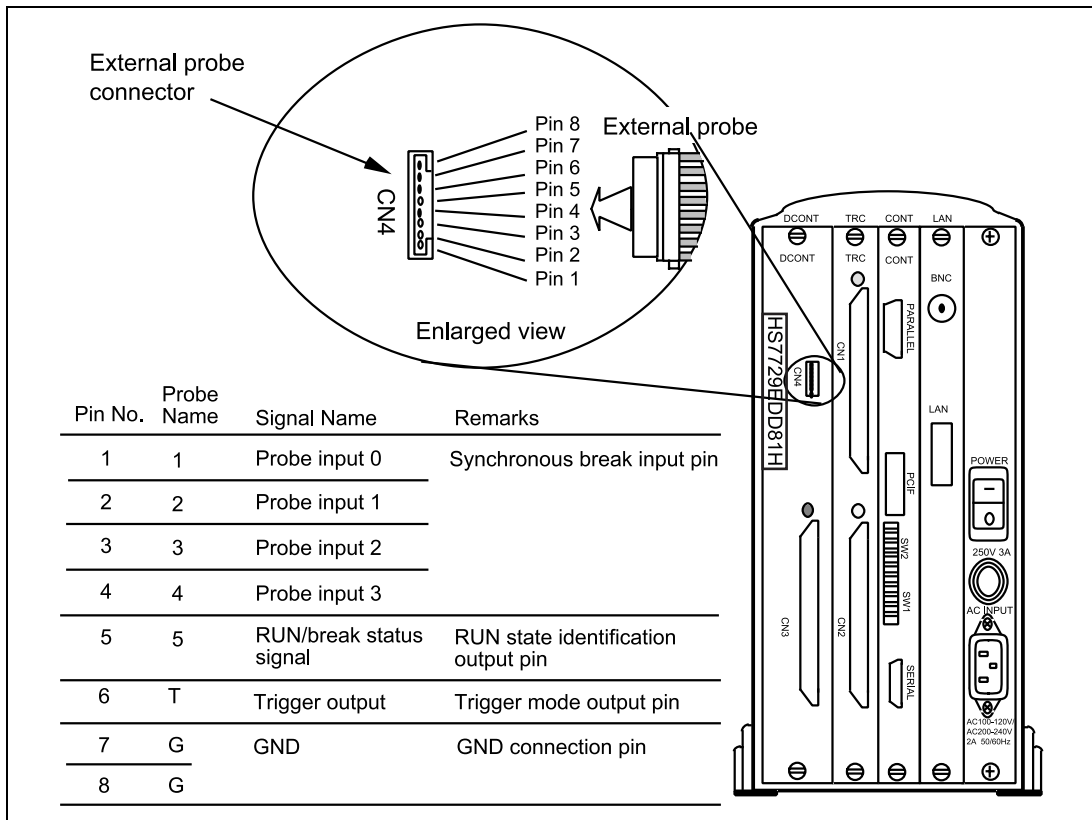 External probe
connector
Pin 8
Pin 7
Pin 6
Pin 5
Pin 4
Pin 3
Pin 2
Pin 1
External probe
CN4
Enlarged view
Pin No. Probe Name Signal Name Remarks
1 1 Probe input 0 Synchronous break input pin
2 2 Probe input 1
3 3 Probe input 2
4 4 Probe input 3
5 5 RUN/break status signal RUN state identification output pin
6 T Trigger output Trigger mode output pin
7 G GND GND connection pin
8 G
DCONT TRC CONT LAN
DCONT TRC CONT
BNC
PARALLEL
CN1
HS7729EDD81H
CN4
LAN
POWER
PCIF
250V 3A
SW2
SW1
AC INPUT
CN3
CN2
SERIAL
AC100-120V/
AC200-240V
2A 50/60Hz